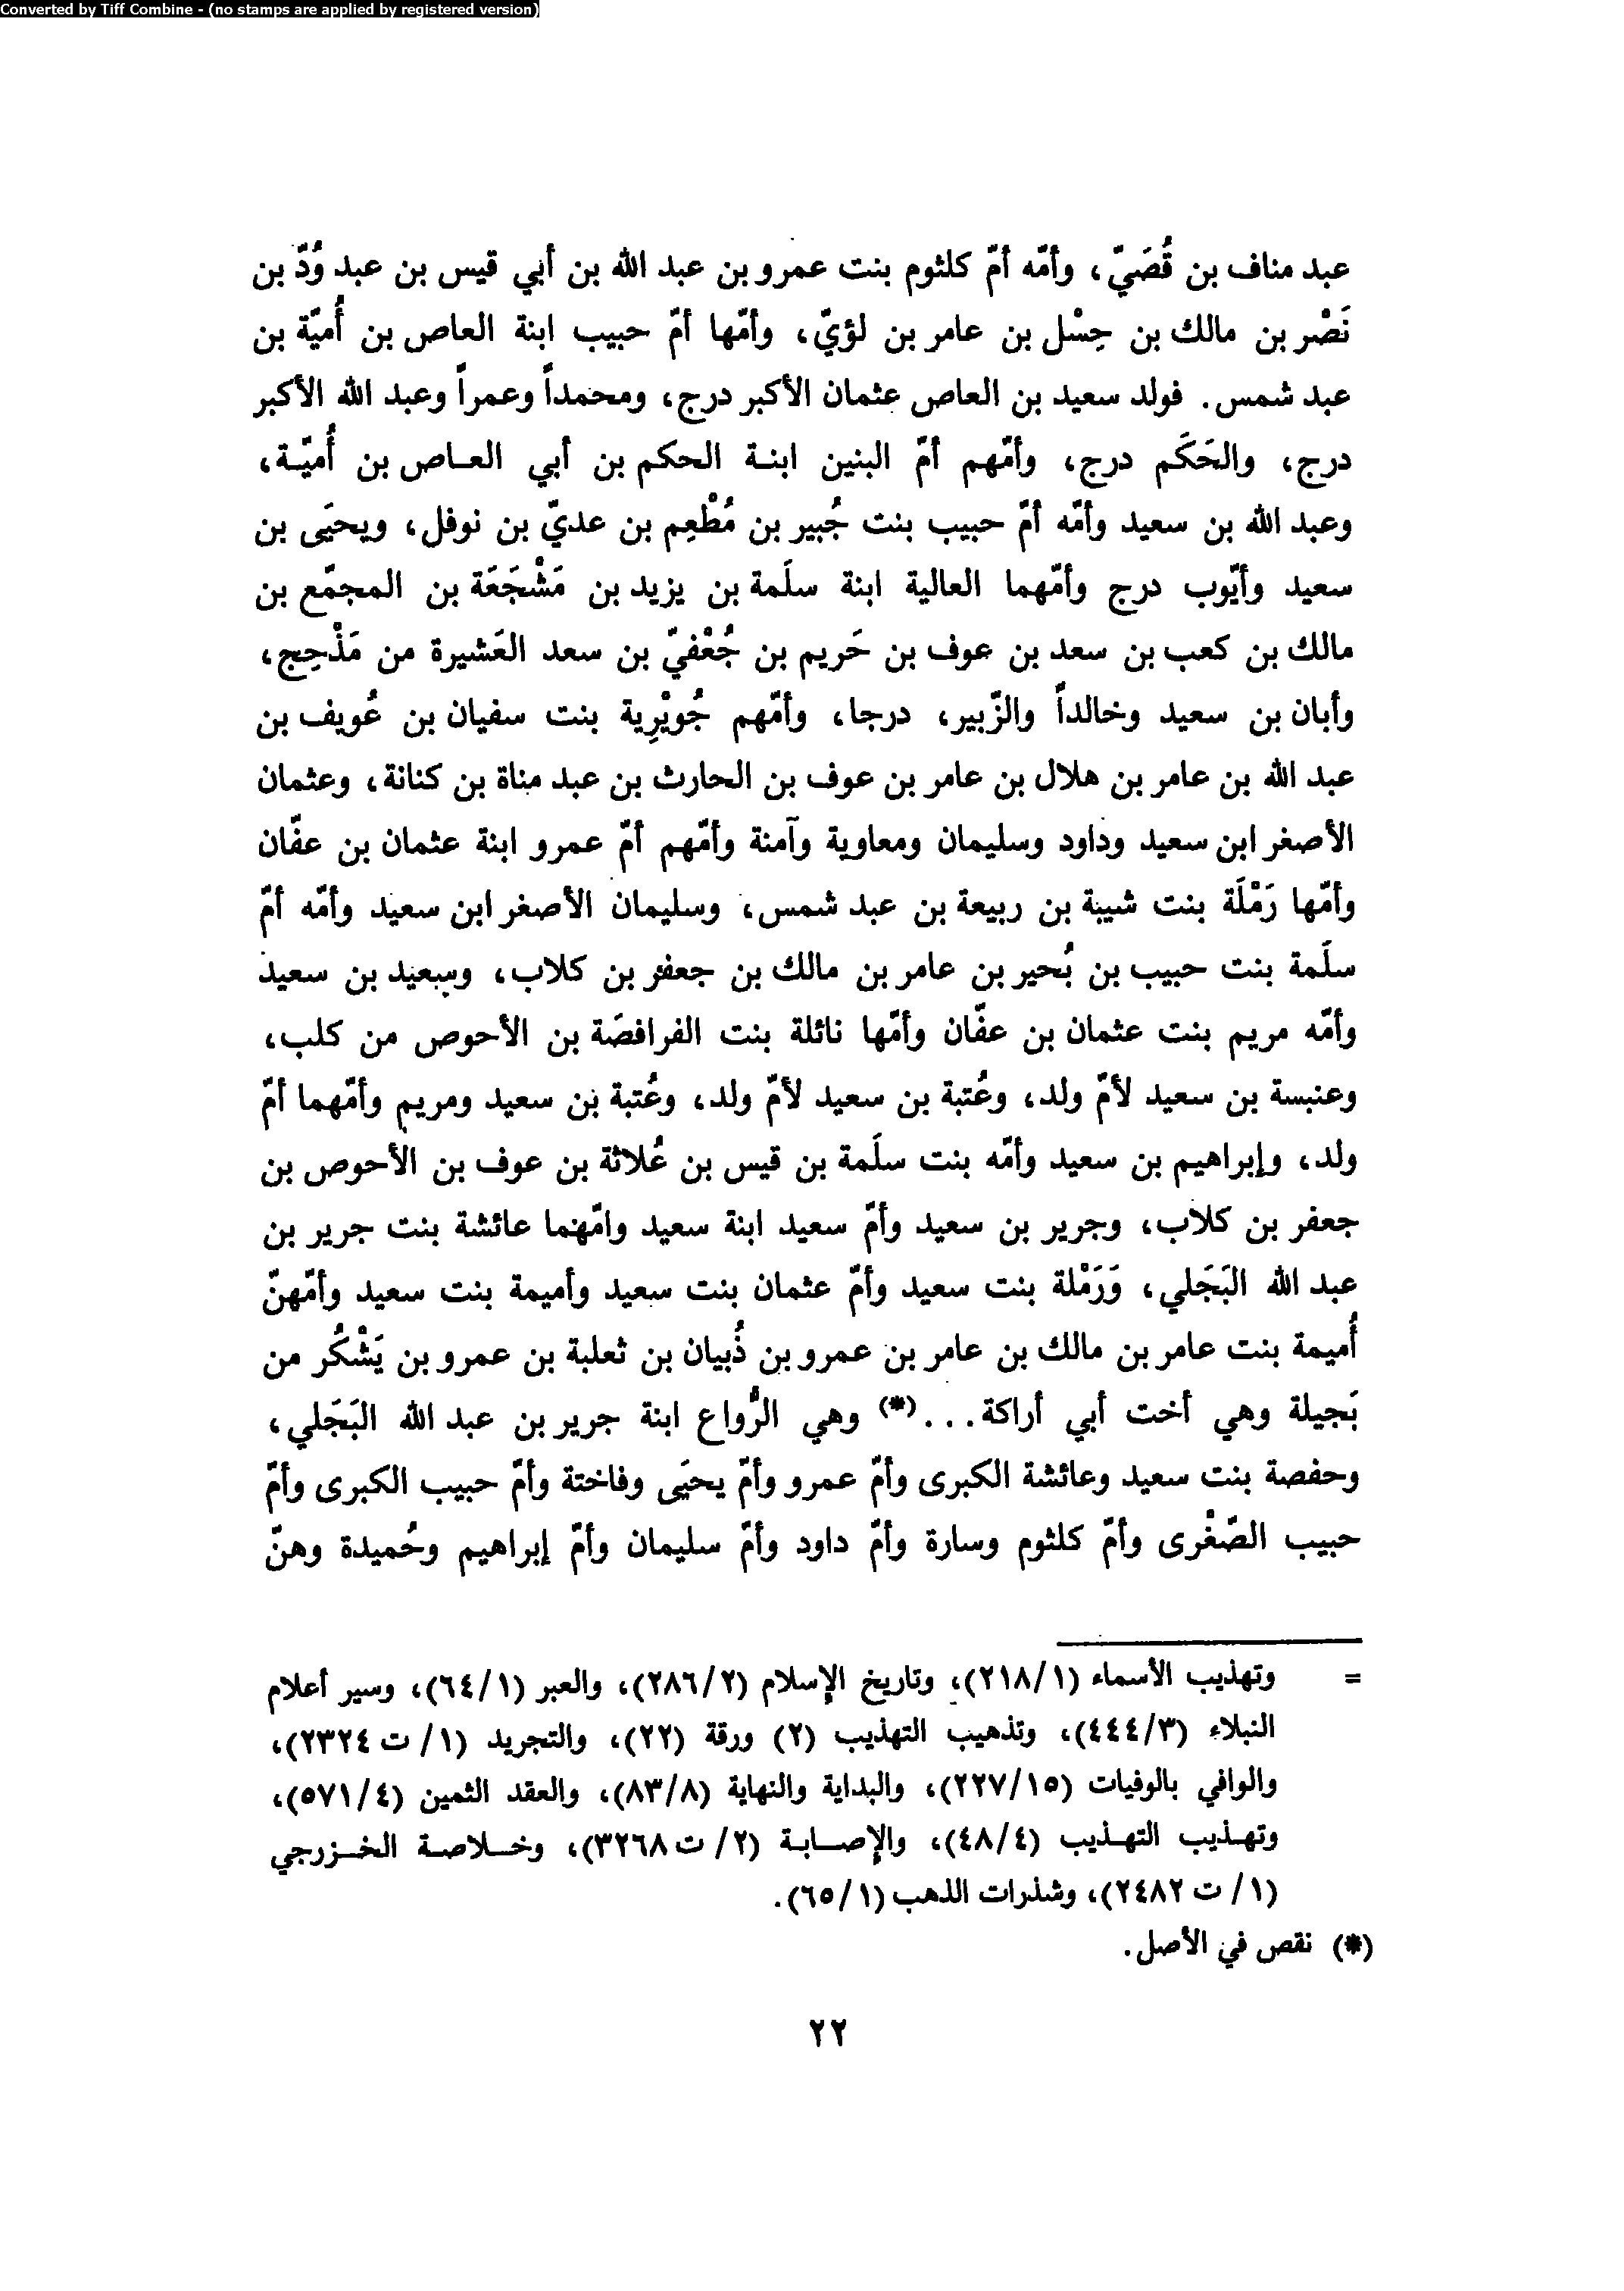 Converted by Tiff Combine - (no stamps are applied by registered version)
عبد مناف بن قُصَيّ، وأمّه أمّ كلثوم بنت عمرو بن عبد الله بن أبي قيس بن عبد وُدّ بن
نَصْر بن مالك بن حِسْل بن عامر بن لؤيّ، وأمّها أمّ حبيب ابنة العاص بن أُميّة بن
عبد شمس. فولد سعيد بن العاص عثمان الأكبر درج، ومحمداً وعمراً وعبد الله الأكبر
درج، والحَكَم درج، وأمّهم أمّ البنين ابنة الحكم بن أبي العاص بن أُميّة،
وعبد الله بن سعيد وأمّه أمّ حبيب بنت جُبير بن مُطْعِم بن عديّ بن نوفل، ويحيَى بن
سعيد وأيّوب درج وأمّهما العالية ابنة سلَمة بن يزيد بن مَشْجَعَة بن المجمّع بن
مالك بن كعب بن سعد بن عوف بن حَريم بن جُعْفيّ بن سعد العَشيرة من مَذْحِج،
وأبان بن سعيد وخالداً والزّبير، درجا، وأمّهم جُويْرِية بنت سفيان بن عُويف بن
عبد الله بن عامر بن هلال بن عامر بن عوف بن الحارث بن عبد مناة بن كنانة، وعثمان
الأصغر ابن سعيد وداود وسليمان ومعاوية وآمنة وأمّهم أمّ عمرو ابنة عثمان بن عفّان
وأمّها رَمْلَة بنت شيبة بن ربيعة بن عبد شمس، وسليمان الأصغر ابن سعيد وأمّه أمّ
سلَمة بنت حبيب بن بُحير بن عامر بن مالك بن جعفر بن كلاب، وسعيد بن سعيد
وأمّه مريم بنت عثمان بن عفّان وأمّها نائلة بنت الفرافصَة بن الأحوص من كلب،
وعنبسة بن سعيد لأمّ ولد، وعُتبة بن سعيد لأمّ ولد، وعُتبة بن سعيد ومريم وأمّهما أمّ
ولد، وإبراهيم بن سعيد وأمّه بنت سلَمة بن قيس بن عُلاثة بن عوف بن الأحوص بن
جعفر بن كلاب، وجرير بن سعيد وأمّ سعيد ابنة سعيد وامّهما عائشة بنت جرير بن
عبد الله البَجَلي، وَرَمْلة بنت سعيد وأمّ عثمان بنت سعيد وأميمة بنت سعيد وأمّهنّ
أُميمة بنت عامر بن مالك بن عامر بن عمرو بن ذُبيان بن ثعلبة بن عمرو بن يَشْكُر من
بَجيلة وهي أخت أبي أراكة...(*) وهي الرُّواع ابنة جرير بن عبد الله البَجَلي،
وحفصة بنت سعيد وعائشة الكبرى وأمّ عمرو وأمّ يحيَى وفاختة وأمّ حبيب الكبرى وأمّ
حبيب الصّغْرى وأمّ كلثوم وسارة وأمّ داود وأمّ سليمان وأمّ إبراهيم وحُميدة وهنّ
= وتهذيب الأسماء (٢١٨/١)، وتاريخ الإسلام (٢٨٦/٢)، والعبر (٦٤/١)، وسير أعلام
النبلاء (٤٤٤/٣)، وتذهيب التهذيب (٢) ورقة (٢٢)، والتجريد (١/ ت ٢٣٢٤)،
والوافي بالوفيات (٢٢٧/١٥)، والبداية والنهاية (٨٣/٨)، والعقد الثمين (٥٧١/٤)،
وتهذيب التهذيب (٤٨/٤)، والإصابة (٢/ ت ٣٢٦٨)، وخلاصة الخزرجي
(١/ ت ٢٤٨٢)، وشذرات الذهب (٦٥/١).
(*) نقص في الأصل.
٢٢